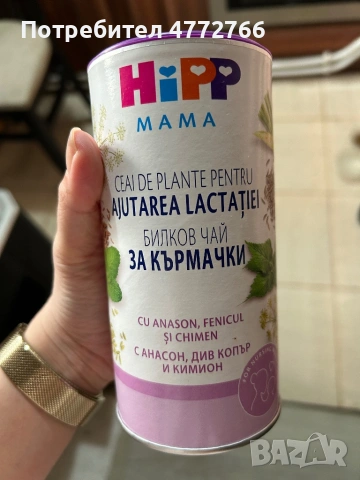 Потребител 4772766
HiPP
MAMA
CEAI DE PLANTE PENTRU
AJUTAREA LACTAȚIEI
БИЛКОВ ЧАЙ
ЗА КЪРМАЧКИ
CU ANASON, FENICUL
ȘI CHIMEN
С АНАСОН, ДИВ КОПЪР
И КИМИОН
BAZAR